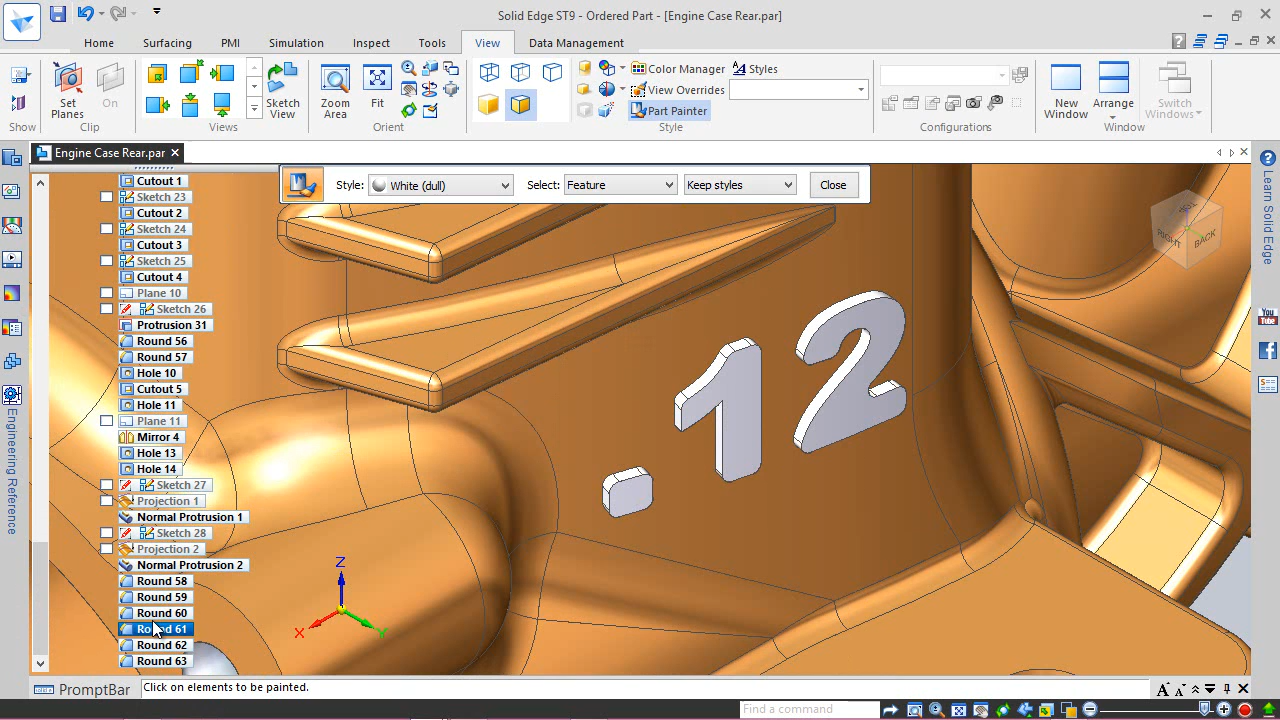 Solid Edge ST9 - Ordered Part - [Engine Case Rear.par]
Home Surfacing PMI Simulation Inspect Tools View Data Management
Set Planes
On
Sketch View
Zoom Area
Fit
Color Manager
Styles
View Overrides
Part Painter
New Window
Arrange
Switch Windows
Show Clip Views Orient Style Configurations Window
Engine Case Rear.par
Style: White (dull) Select: Feature Keep styles Close
Cutout 1
Sketch 23
Cutout 2
Sketch 24
Cutout 3
Sketch 25
Cutout 4
Plane 10
Sketch 26
Protrusion 31
Round 56
Round 57
Hole 10
Cutout 5
Hole 11
Plane 11
Mirror 4
Hole 13
Hole 14
Sketch 27
Projection 1
Normal Protrusion 1
Sketch 28
Projection 2
Normal Protrusion 2
Round 58
Round 59
Round 60
Round 61
Round 62
Round 63
Engineering Reference
.12
RIGHT
BACK
Z
X
Y
Learn Solid Edge
You Tube
PromptBar Click on elements to be painted.
Find a command